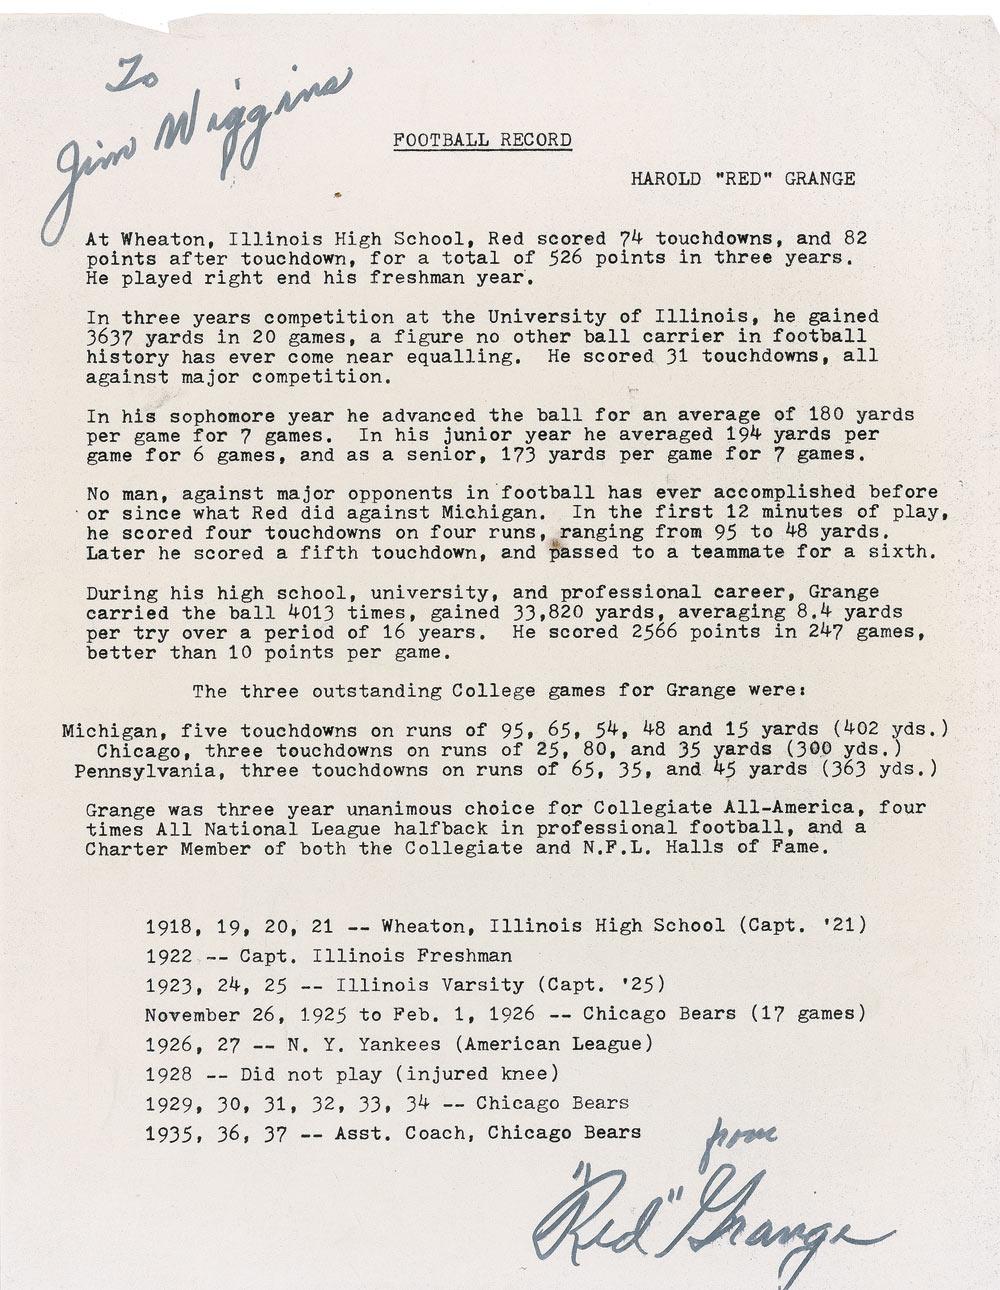 To
Jim Wiggins
FOOTBALL RECORD
HAROLD "RED" GRANGE
At Wheaton, Illinois High School, Red scored 74 touchdowns, and 82
points after touchdown, for a total of 526 points in three years.
He played right end his freshman year.
In three years competition at the University of Illinois, he gained
3637 yards in 20 games, a figure no other ball carrier in football
history has ever come near equalling. He scored 31 touchdowns, all
against major competition.
In his sophomore year he advanced the ball for an average of 180 yards
per game for 7 games. In his junior year he averaged 194 yards per
game for 6 games, and as a senior, 173 yards per game for 7 games.
No man, against major opponents in football has ever accomplished before
or since what Red did against Michigan. In the first 12 minutes of play,
he scored four touchdowns on four runs, ranging from 95 to 48 yards.
Later he scored a fifth touchdown, and passed to a teammate for a sixth.
During his high school, university, and professional career, Grange
carried the ball 4013 times, gained 33,820 yards, averaging 8.4 yards
per try over a period of 16 years. He scored 2566 points in 247 games,
better than 10 points per game.
The three outstanding College games for Grange were:
Michigan, five touchdowns on runs of 95, 65, 54, 48 and 15 yards (402 yds.)
Chicago, three touchdowns on runs of 25, 80, and 35 yards (300 yds.)
Pennsylvania, three touchdowns on runs of 65, 35, and 45 yards (363 yds.)
Grange was three year unanimous choice for Collegiate All-America, four
times All National League halfback in professional football, and a
Charter Member of both the Collegiate and N.F.L. Halls of Fame.
1918, 19, 20, 21 -- Wheaton, Illinois High School (Capt. '21)
1922 -- Capt. Illinois Freshman
1923, 24, 25 -- Illinois Varsity (Capt. '25)
November 26, 1925 to Feb. 1, 1926 -- Chicago Bears (17 games)
1926, 27 -- N. Y. Yankees (American League)
1928 -- Did not play (injured knee)
1929, 30, 31, 32, 33, 34 -- Chicago Bears
1935, 36, 37 -- Asst. Coach, Chicago Bears
from
"Red" Grange